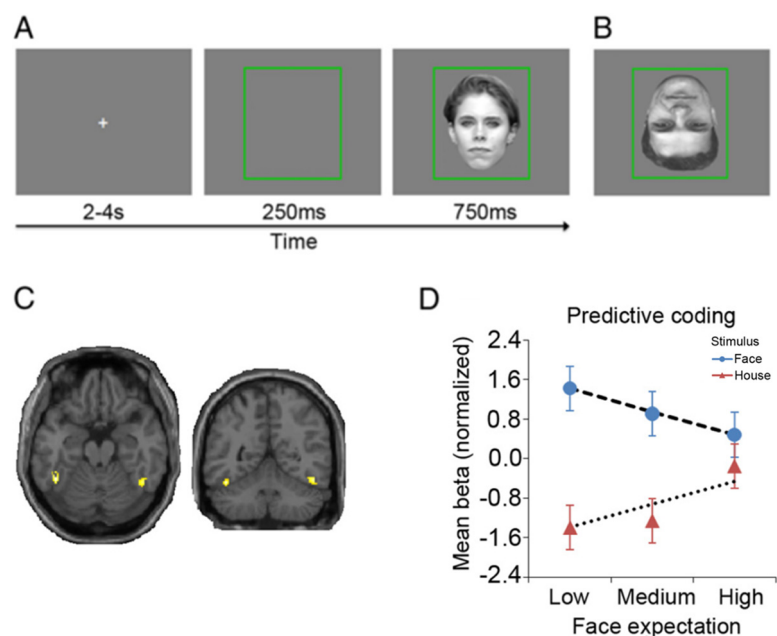 A
B
2-4s
250ms
750ms
Time
C
D
Predictive coding
Stimulus
Face
House
Mean beta (normalized)
2.4
1.6
0.8
0.0
-0.8
-1.6
-2.4
Low
Medium
High
Face expectation